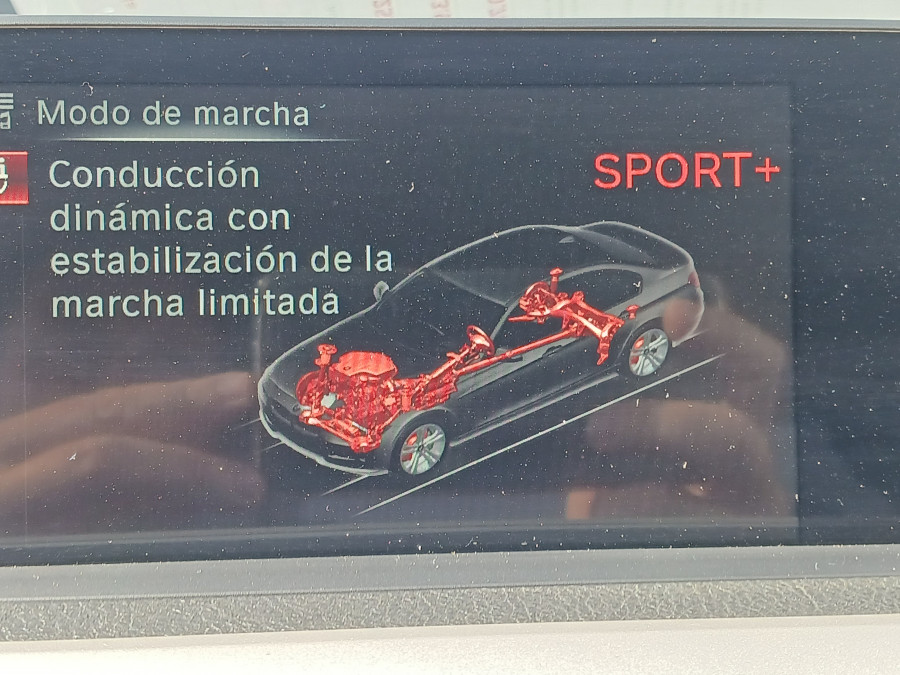 Modo de marcha
SPORT+
Conducción
dinámica con
estabilización de la
marcha limitada